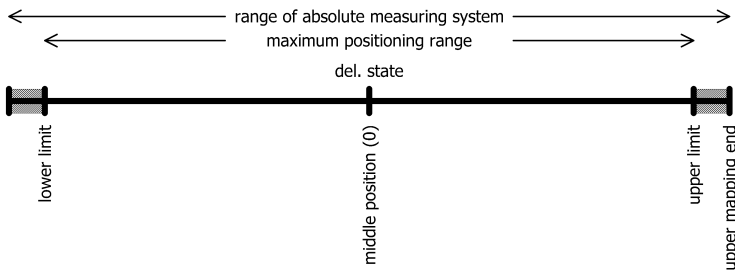 range of absolute measuring system
maximum positioning range
del. state
lower limit
middle position (0)
upper limit
upper mapping end